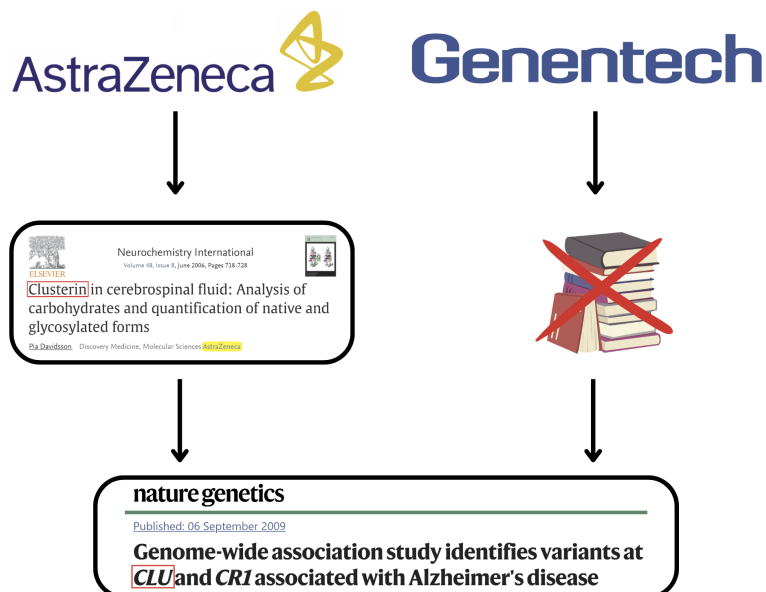 AstraZeneca
Genentech
Neurochemistry International
Volume 48, Issue 8, June 2006, Pages 718-728
ELSEVIER
Clusterin in cerebrospinal fluid: Analysis of
carbohydrates and quantification of native and
glycosylated forms
Pia Davidsson, Discovery Medicine, Molecular Sciences AstraZeneca
nature genetics
Published: 06 September 2009
Genome-wide association study identifies variants at
CLU and CR1 associated with Alzheimer's disease